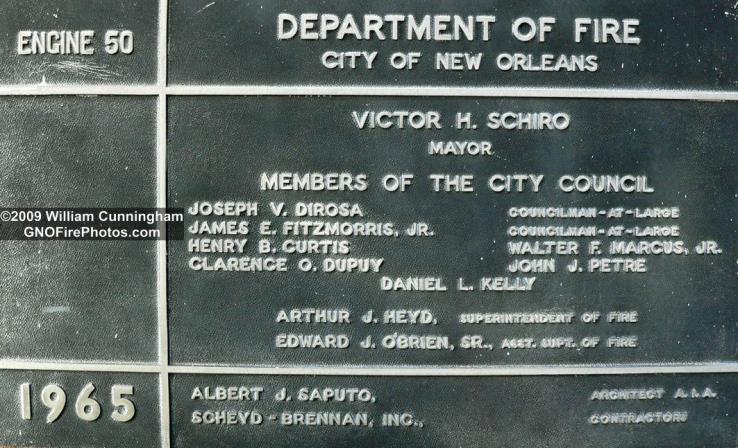 ENGINE 50
DEPARTMENT OF FIRE
CITY OF NEW ORLEANS
VICTOR H. SCHIRO
MAYOR
MEMBERS OF THE CITY COUNCIL
©2009 William Cunningham
GNOFirePhotos.com
JOSEPH V. DIROSA COUNCILMAN-AT-LARGE
JAMES E. FITZMORRIS, JR. COUNCILMAN-AT-LARGE
HENRY B. CURTIS WALTER F. MARCUS, JR.
CLARENCE O. DUPUY JOHN J. PETRE
DANIEL L. KELLY
ARTHUR J. HEYD, SUPERINTENDENT OF FIRE
EDWARD J. O'BRIEN, SR., ASST. SUPT. OF FIRE
1965
ALBERT J. SAPUTO, ARCHITECT A.I.A.
SCHEYD-BRENNAN, INC., CONTRACTORS